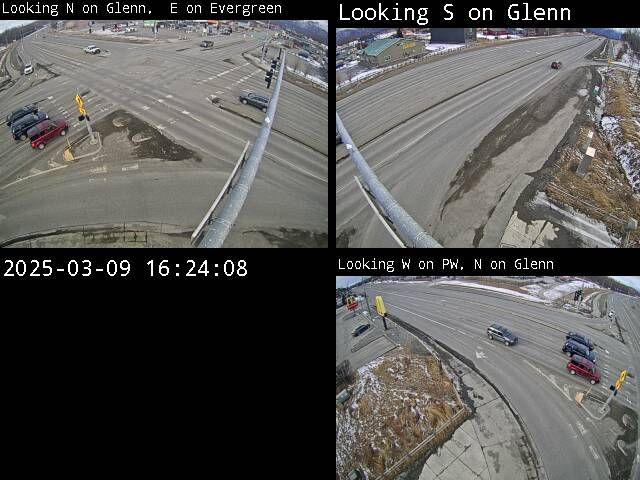 Looking N on Glenn,  E on Evergreen
Looking S on Glenn
2025-03-09 16:24:08
Looking W on PW, N on Glenn